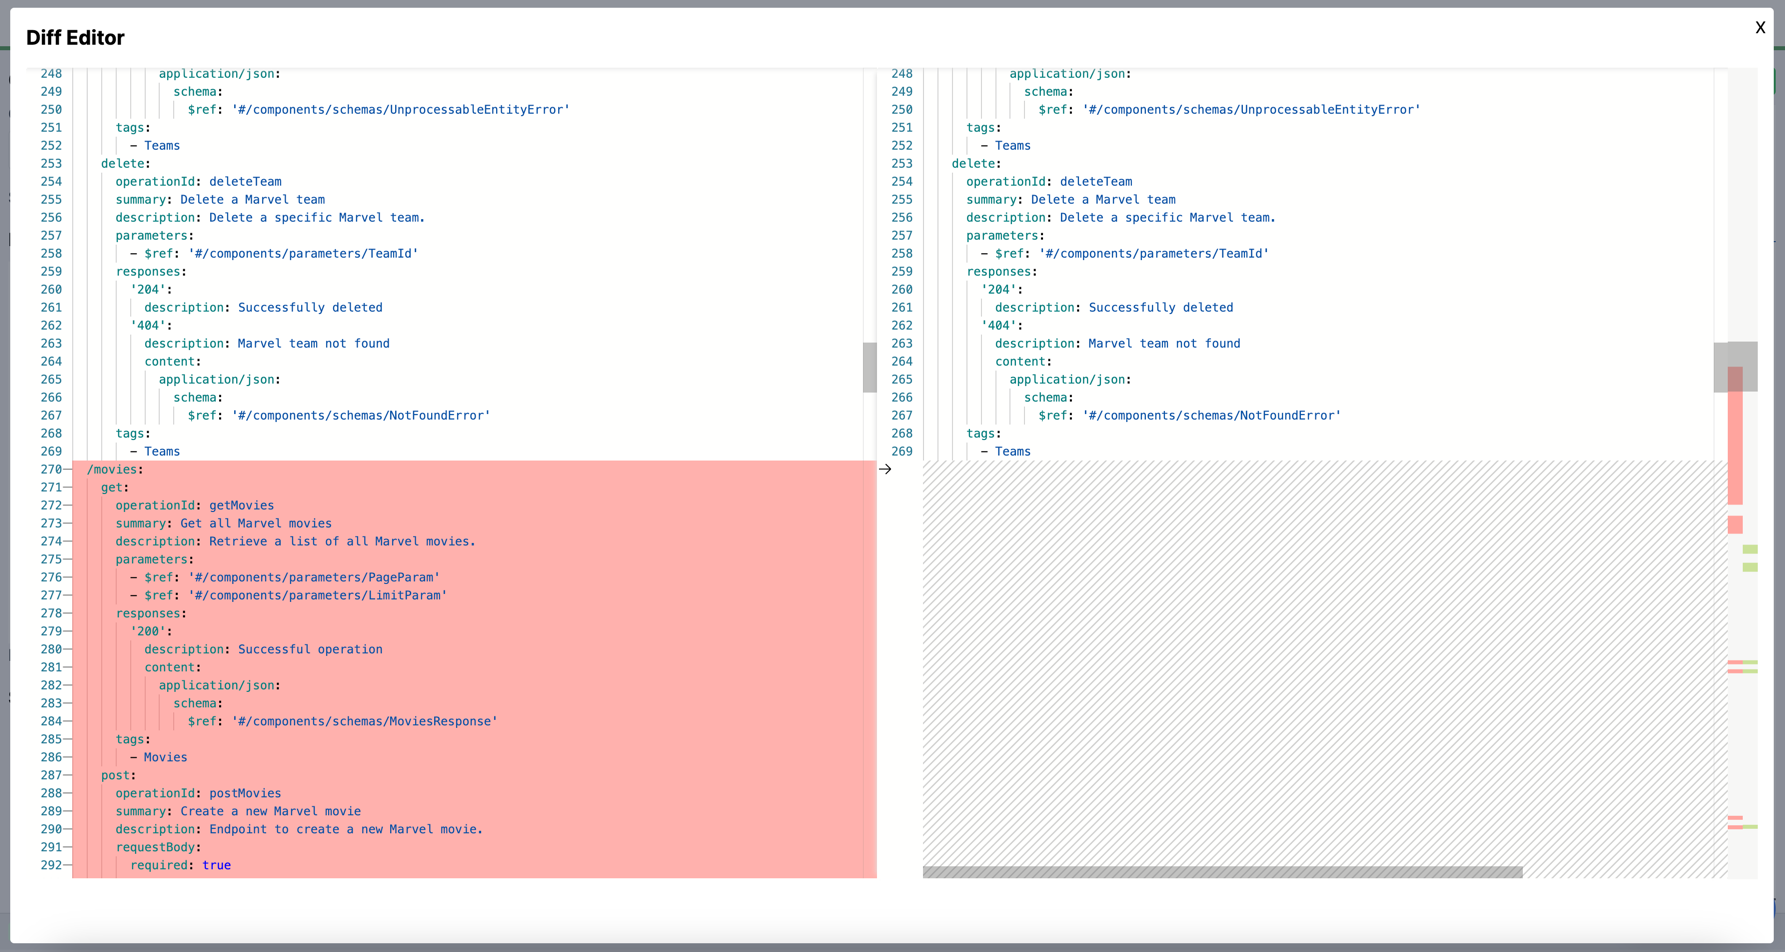 Diff Editor
X
248 application/json:
249 schema:
250 $ref: '#/components/schemas/UnprocessableEntityError'
251 tags:
252 - Teams
253 delete:
254 operationId: deleteTeam
255 summary: Delete a Marvel team
256 description: Delete a specific Marvel team.
257 parameters:
258 - $ref: '#/components/parameters/TeamId'
259 responses:
260 '204':
261 description: Successfully deleted
262 '404':
263 description: Marvel team not found
264 content:
265 application/json:
266 schema:
267 $ref: '#/components/schemas/NotFoundError'
268 tags:
269 - Teams
270— /movies:
271— get:
272— operationId: getMovies
273— summary: Get all Marvel movies
274— description: Retrieve a list of all Marvel movies.
275— parameters:
276— - $ref: '#/components/parameters/PageParam'
277— - $ref: '#/components/parameters/LimitParam'
278— responses:
279— '200':
280— description: Successful operation
281— content:
282— application/json:
283— schema:
284— $ref: '#/components/schemas/MoviesResponse'
285— tags:
286— - Movies
287— post:
288— operationId: postMovies
289— summary: Create a new Marvel movie
290— description: Endpoint to create a new Marvel movie.
291— requestBody:
292— required: true
248 application/json:
249 schema:
250 $ref: '#/components/schemas/UnprocessableEntityError'
251 tags:
252 - Teams
253 delete:
254 operationId: deleteTeam
255 summary: Delete a Marvel team
256 description: Delete a specific Marvel team.
257 parameters:
258 - $ref: '#/components/parameters/TeamId'
259 responses:
260 '204':
261 description: Successfully deleted
262 '404':
263 description: Marvel team not found
264 content:
265 application/json:
266 schema:
267 $ref: '#/components/schemas/NotFoundError'
268 tags:
269 - Teams
→